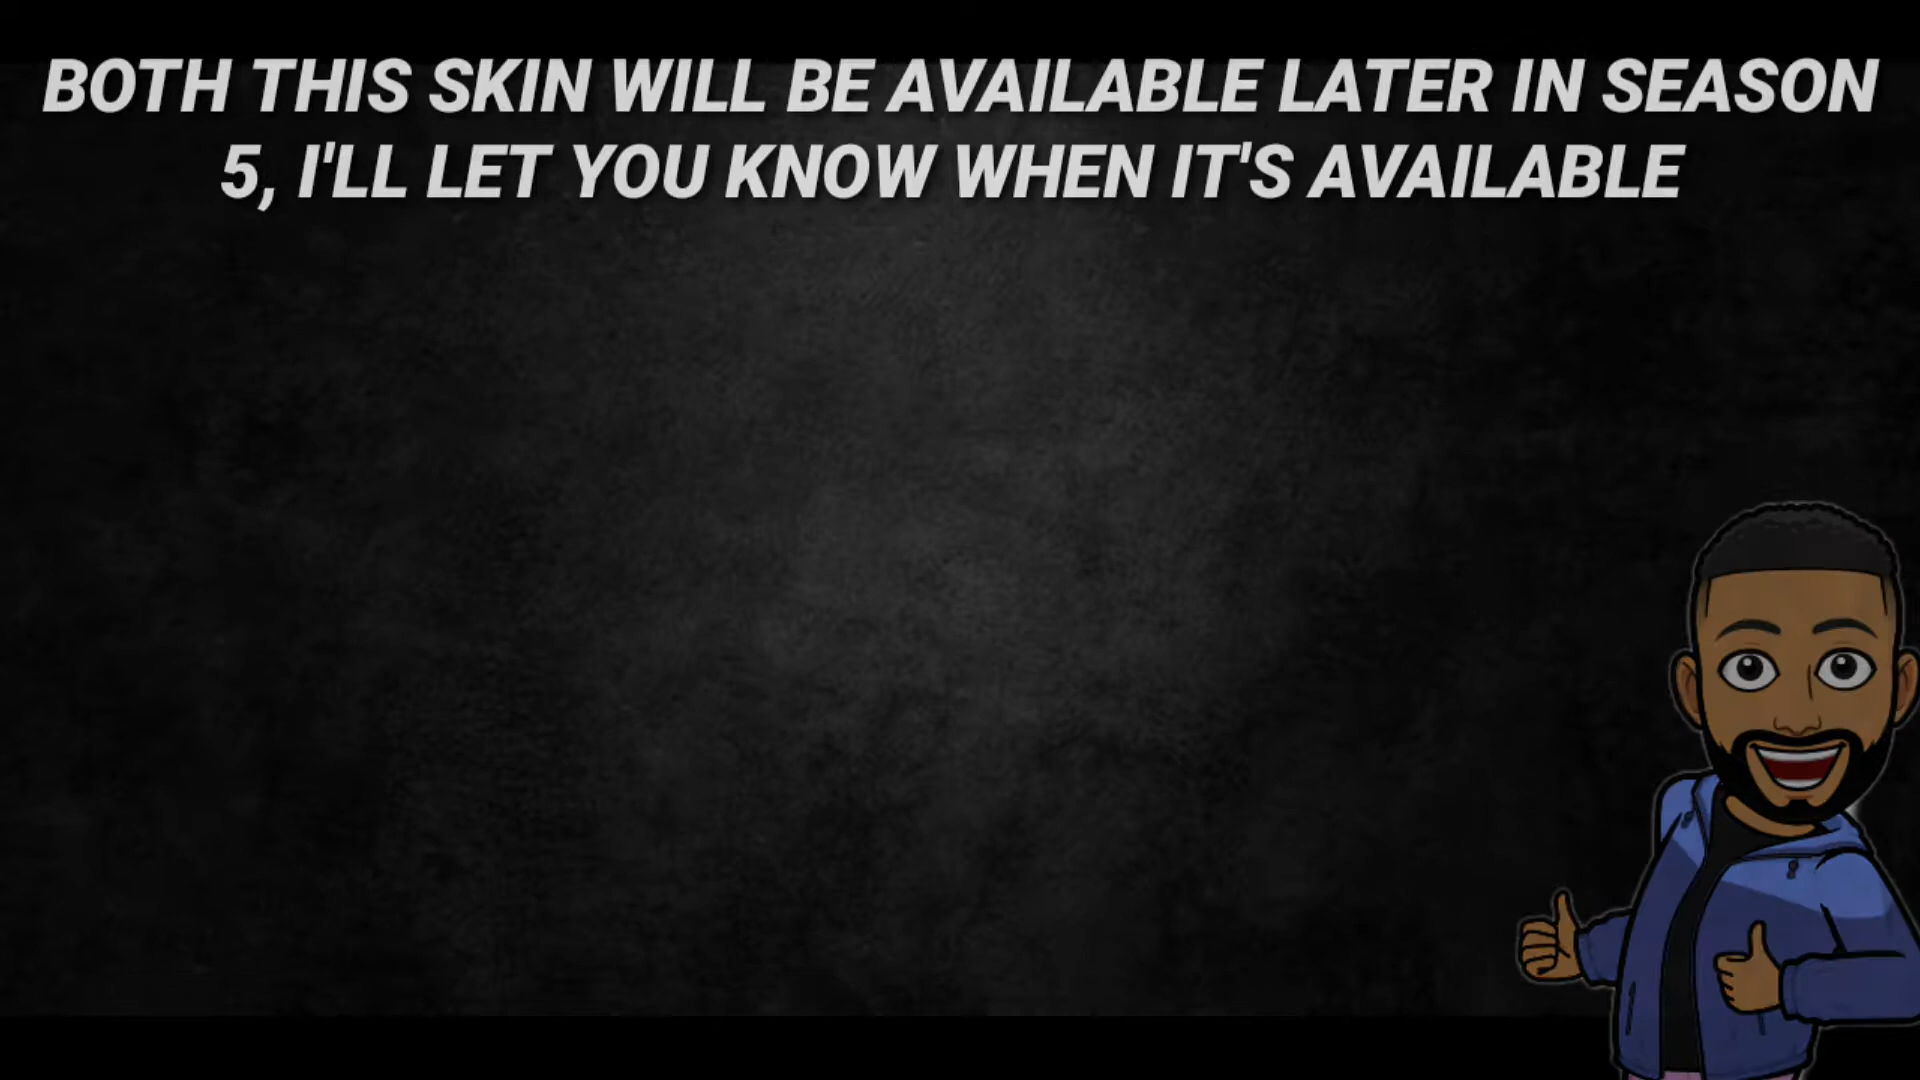 BOTH THIS SKIN WILL BE AVAILABLE LATER IN SEASON
5, I'LL LET YOU KNOW WHEN IT'S AVAILABLE